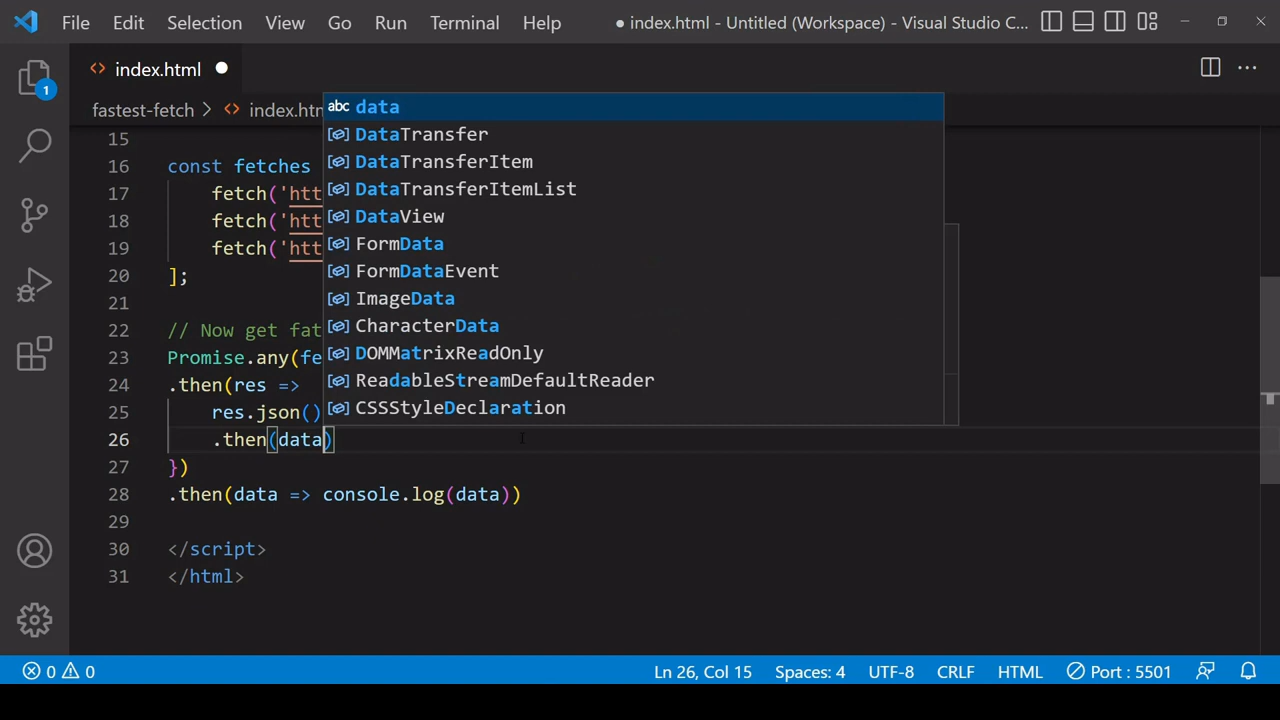 File Edit Selection View Go Run Terminal Help ● index.html - Untitled (Workspace) - Visual Studio C...
1
<> index.html ●
fastest-fetch > <> index.htm
abc data
DataTransfer
DataTransferItem
DataTransferItemList
DataView
FormData
FormDataEvent
ImageData
CharacterData
DOMMatrixReadOnly
ReadableStreamDefaultReader
CSSStyleDeclaration
15
16 const fetches
17 fetch('htt
18 fetch('htt
19 fetch('htt
20 ];
21
22 // Now get fat
23 Promise.any(fe
24 .then(res =>
25 res.json()
26 .then(data)
27 })
28 .then(data => console.log(data))
29
30 </script>
31 </html>
0 0 Ln 26, Col 15 Spaces: 4 UTF-8 CRLF HTML Port : 5501